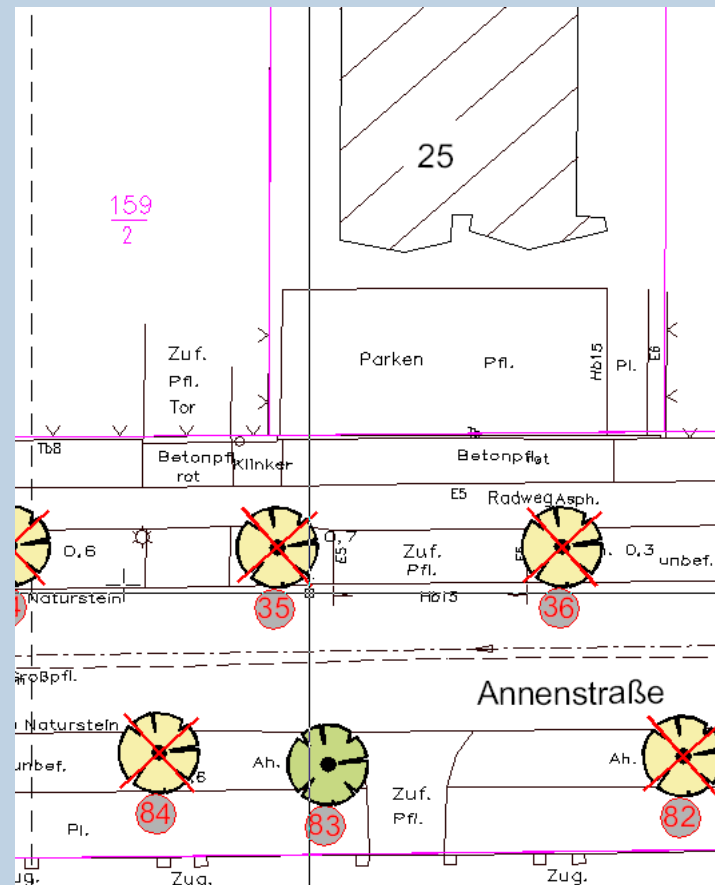 25
159
2
Zuf.
Pfl.
Tor
Parken
Pfl.
Hb15
Pl.
E6
Tb8
Betonpfl.
rot
Klinker
Betonpfl.
rot
E5
Radweg
Asph.
0,6
0,7
E5
Zuf.
Pfl.
0,3
unbef.
Naturstein
35
Hb15
36
Großpfl.
Annenstraße
Naturstein
unbef.
Ah.
Ah.
84
83
Zuf.
Pfl.
82
Pl.
Zug.
Zug.